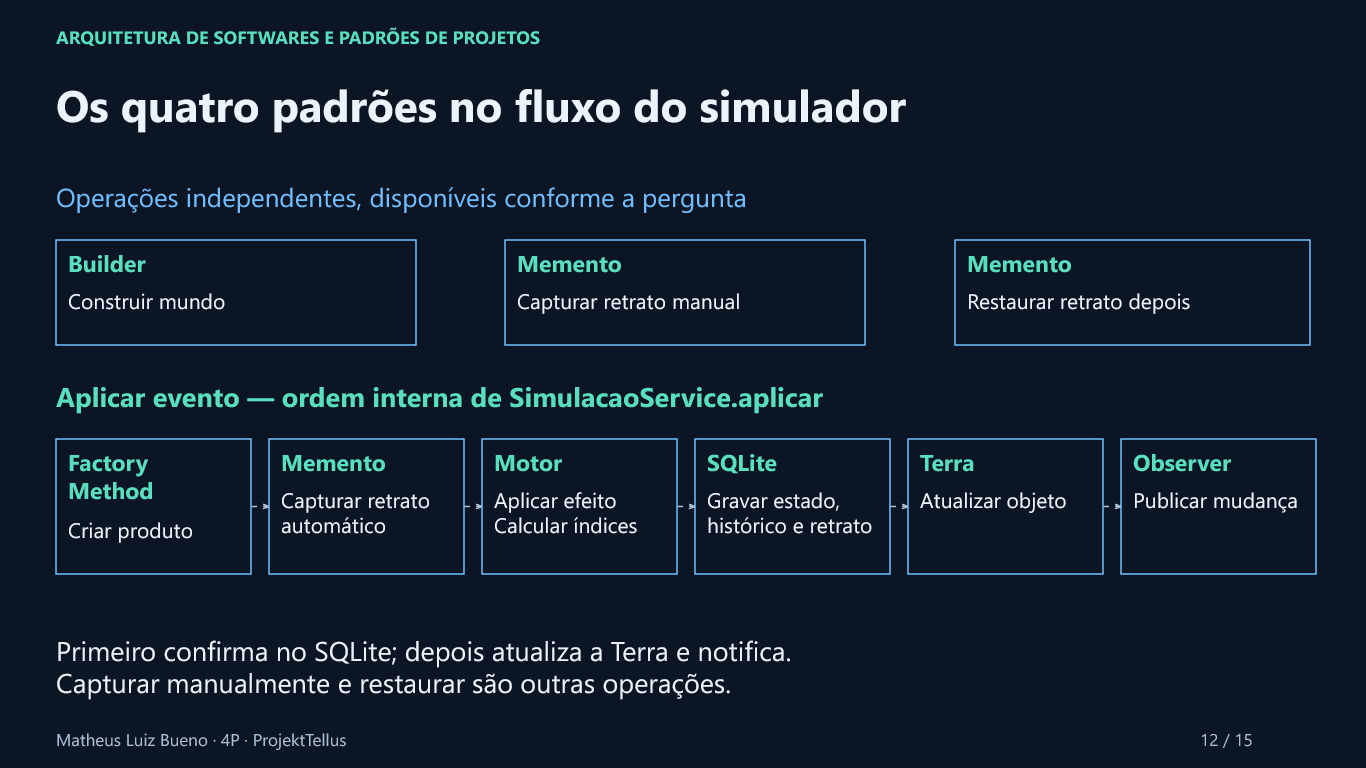 ARQUITETURA DE SOFTWARES E PADRÕES DE PROJETOS
Os quatro padrões no fluxo do simulador
Operações independentes, disponíveis conforme a pergunta
Builder
Construir mundo
Memento
Capturar retrato manual
Memento
Restaurar retrato depois
Aplicar evento — ordem interna de SimulacaoService.aplicar
Factory
Method
Criar produto
Memento
Capturar retrato
automático
Motor
Aplicar efeito
Calcular índices
SQLite
Gravar estado,
histórico e retrato
Terra
Atualizar objeto
Observer
Publicar mudança
Primeiro confirma no SQLite; depois atualiza a Terra e notifica.
Capturar manualmente e restaurar são outras operações.
Matheus Luiz Bueno · 4P · ProjektTellus
12 / 15